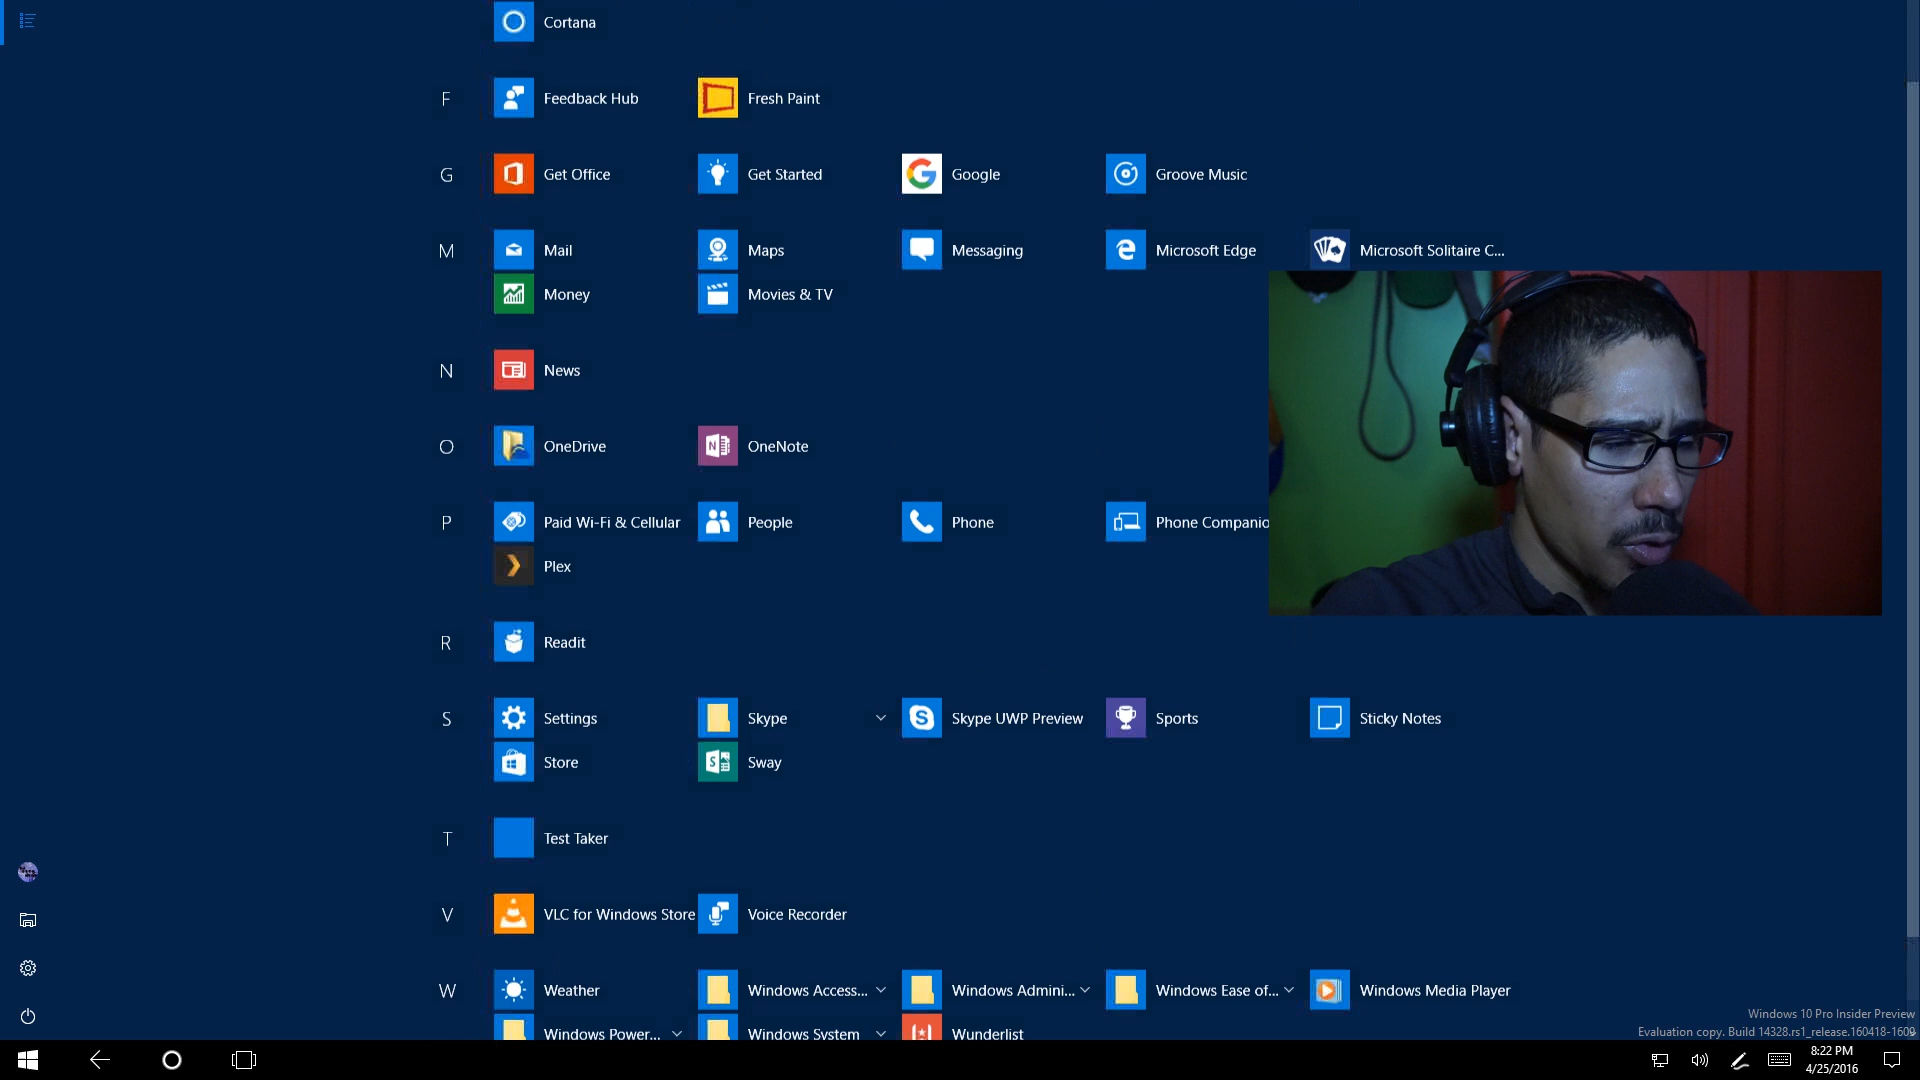 Cortana
F
Feedback Hub
Fresh Paint
G
Get Office
Get Started
Google
Groove Music
M
Mail
Maps
Messaging
Microsoft Edge
Microsoft Solitaire C...
Money
Movies & TV
N
News
O
OneDrive
OneNote
P
Paid Wi-Fi & Cellular
People
Phone
Phone Companio
Plex
R
Readit
S
Settings
Skype
Skype UWP Preview
Sports
Sticky Notes
Store
Sway
T
Test Taker
V
VLC for Windows Store
Voice Recorder
W
Weather
Windows Access...
Windows Admini...
Windows Ease of...
Windows Media Player
Windows Power...
Windows System
Wunderlist
Windows 10 Pro Insider Preview
Evaluation copy. Build 14328.rs1_release.160418-1609
8:22 PM
4/25/2016